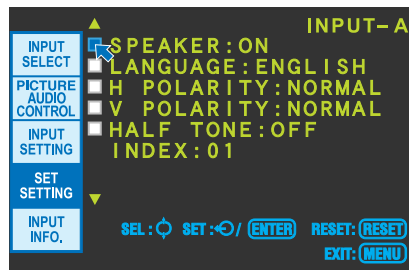 INPUT-A
INPUT
SELECT
PICTURE
AUDIO
CONTROL
INPUT
SETTING
SET
SETTING
INPUT
INFO.
SPEAKER:ON
LANGUAGE:ENGLISH
H POLARITY:NORMAL
V POLARITY:NORMAL
HALF TONE:OFF
INDEX:01
SEL: SET:/ ENTER RESET: RESET
EXIT: MENU